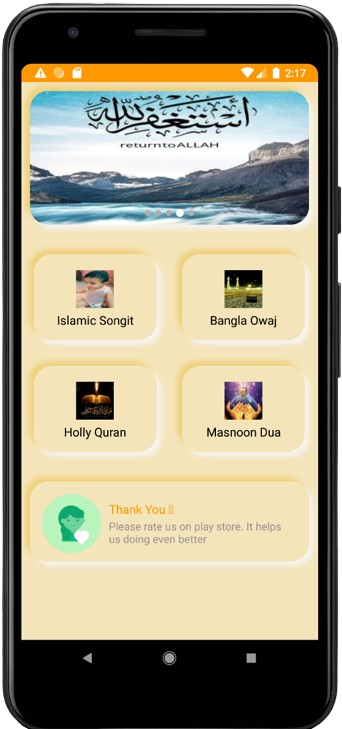 2:17
أستغفر الله
returntoALLAH
Islamic Songit
Bangla Owaj
Holly Quran
Masnoon Dua
Thank You
Please rate us on play store. It helps
us doing even better